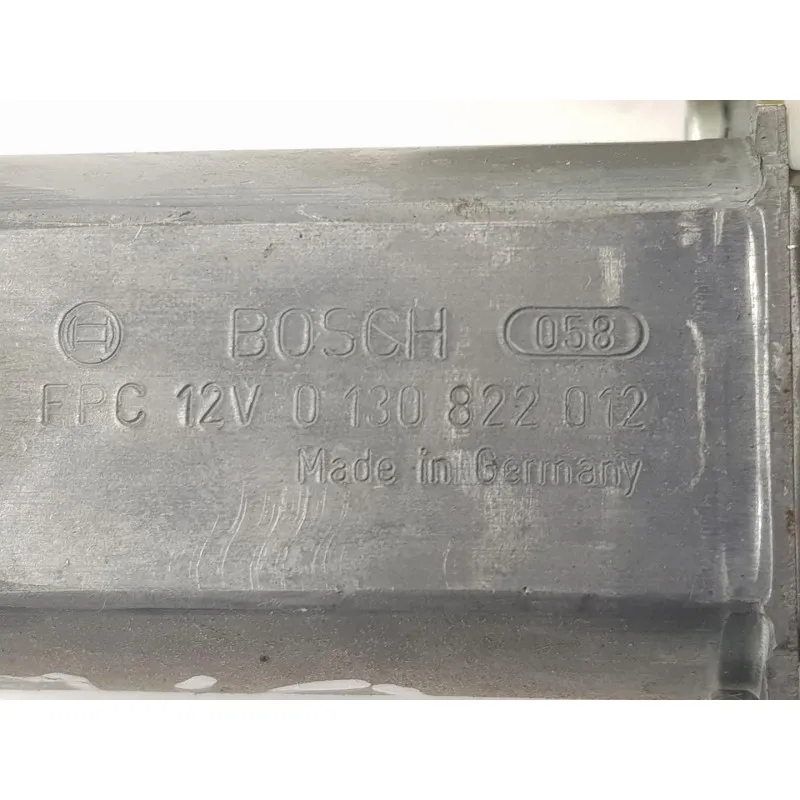 BOSCH 058
FPC 12V 0 130 822 012
Made in Germany